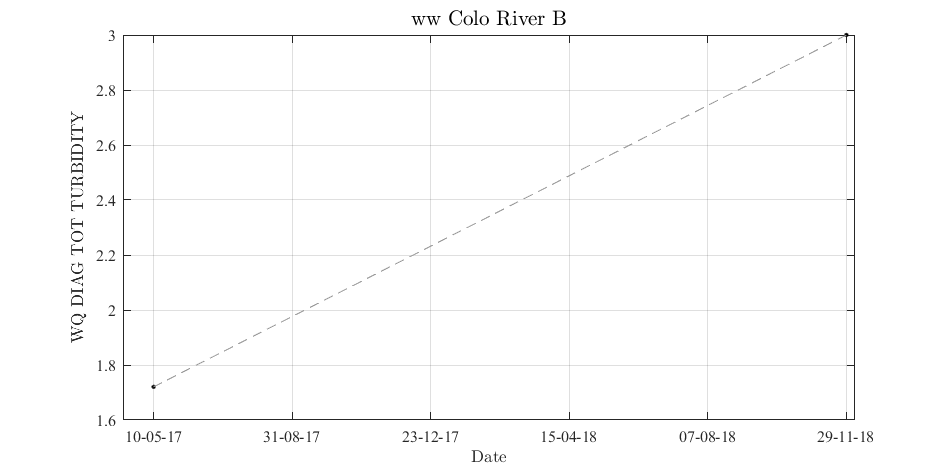 ww Colo River B
WQ DIAG TOT TURBIDITY
3
2.8
2.6
2.4
2.2
2
1.8
1.6
10-05-17 31-08-17 23-12-17 15-04-18 07-08-18 29-11-18
Date